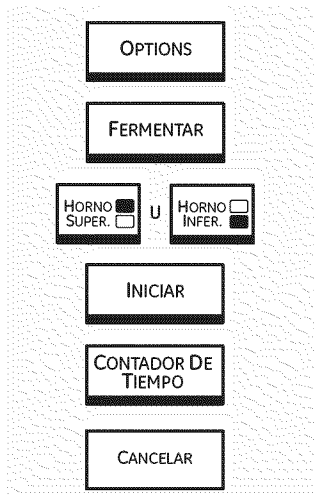 OPTIONS
FERMENTAR
HORNO
SUPER.
U
HORNO
INFER.
INICIAR
CONTADOR DE
TIEMPO
CANCELAR